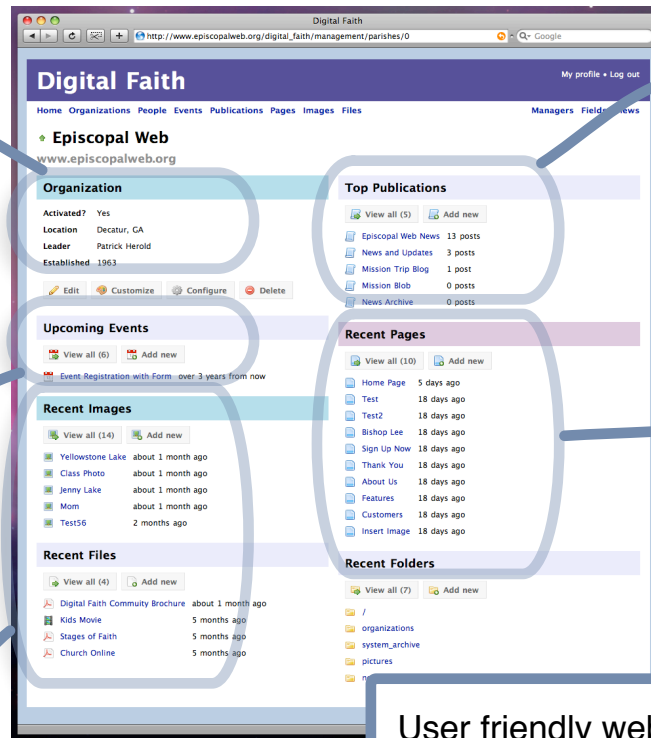 Digital Faith
http://www.episcopalweb.org/digital_faith/management/parishes/0
Google
Digital Faith
My profile • Log out
Home Organizations People Events Publications Pages Images Files
Managers Fields News
Episcopal Web
www.episcopalweb.org
Organization
Activated? Yes
Location Decatur, GA
Leader Patrick Herold
Established 1963
Edit Customize Configure Delete
Upcoming Events
View all (6) Add new
Event Registration with Form over 3 years from now
Recent Images
View all (14) Add new
Yellowstone Lake about 1 month ago
Class Photo about 1 month ago
Jenny Lake about 1 month ago
Mom about 1 month ago
Test56 2 months ago
Recent Files
View all (4) Add new
Digital Faith Commuity Brochure about 1 month ago
Kids Movie 5 months ago
Stages of Faith 5 months ago
Church Online 5 months ago
Top Publications
View all (5) Add new
Episcopal Web News 13 posts
News and Updates 3 posts
Mission Trip Blog 1 post
Mission Blob 0 posts
News Archive 0 posts
Recent Pages
View all (10) Add new
Home Page 5 days ago
Test 18 days ago
Test2 18 days ago
Bishop Lee 18 days ago
Sign Up Now 18 days ago
Thank You 18 days ago
About Us 18 days ago
Features 18 days ago
Customers 18 days ago
Insert Image 18 days ago
Recent Folders
View all (7) Add new
/
organizations
system_archive
pictures
User friendly web